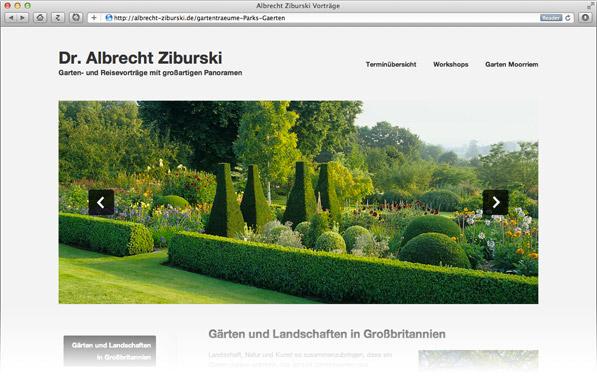 Albrecht Ziburski Vorträge
http://albrecht-ziburski.de/gartentraeume-Parks-Gaerten
Reader
Dr. Albrecht Ziburski
Garten- und Reisevorträge mit großartigen Panoramen
Terminübersicht Workshops Garten Moorriem
Gärten und Landschaften
in Großbritannien
Gärten und Landschaften in Großbritannien
Landschaft, Natur und Kunst so zusammenzubringen, dass ein